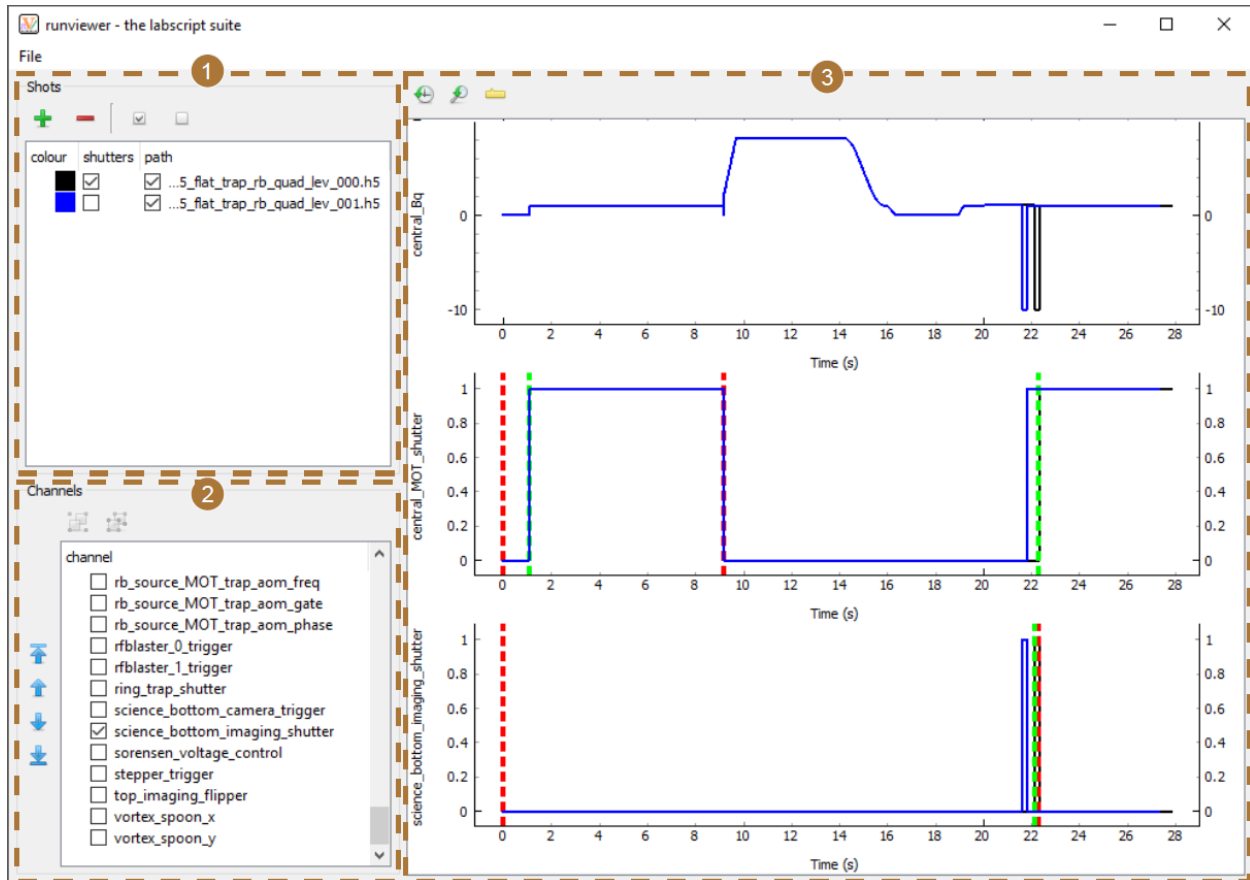 runviewer - the labscript suite
File
1
Shots
colour shutters path
...5_flat_trap_rb_quad_lev_000.h5
...5_flat_trap_rb_quad_lev_001.h5
2
Channels
channel
rb_source_MOT_trap_aom_freq
rb_source_MOT_trap_aom_gate
rb_source_MOT_trap_aom_phase
rfblaster_0_trigger
rfblaster_1_trigger
ring_trap_shutter
science_bottom_camera_trigger
science_bottom_imaging_shutter
sorensen_voltage_control
stepper_trigger
top_imaging_flipper
vortex_spoon_x
vortex_spoon_y
3
central_Bq
0 0
-10 -10
0 2 4 6 8 10 12 14 16 18 20 22 24 26 28
Time (s)
central_MOT_shutter
1 1
0.8 0.8
0.6 0.6
0.4 0.4
0.2 0.2
0 0
0 2 4 6 8 10 12 14 16 18 20 22 24 26 28
Time (s)
science_bottom_imaging_shutter
1 1
0.8 0.8
0.6 0.6
0.4 0.4
0.2 0.2
0 0
0 2 4 6 8 10 12 14 16 18 20 22 24 26 28
Time (s)